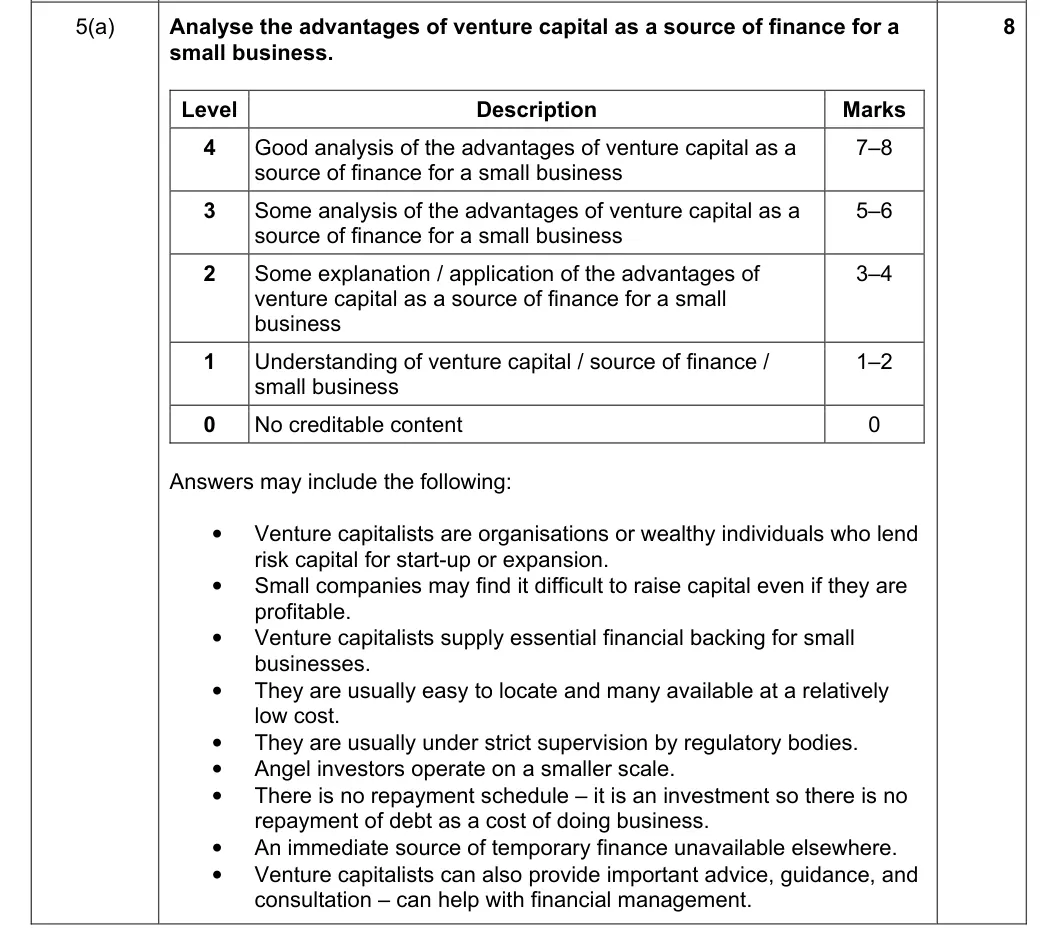 5(a)
Analyse the advantages of venture capital as a source of finance for a
small business.
8
Level Description Marks
4 Good analysis of the advantages of venture capital as a 7–8
source of finance for a small business
3 Some analysis of the advantages of venture capital as a 5–6
source of finance for a small business
2 Some explanation / application of the advantages of 3–4
venture capital as a source of finance for a small
business
1 Understanding of venture capital / source of finance / 1–2
small business
0 No creditable content 0
Answers may include the following:
• Venture capitalists are organisations or wealthy individuals who lend
risk capital for start-up or expansion.
• Small companies may find it difficult to raise capital even if they are
profitable.
• Venture capitalists supply essential financial backing for small
businesses.
• They are usually easy to locate and many available at a relatively
low cost.
• They are usually under strict supervision by regulatory bodies.
• Angel investors operate on a smaller scale.
• There is no repayment schedule – it is an investment so there is no
repayment of debt as a cost of doing business.
• An immediate source of temporary finance unavailable elsewhere.
• Venture capitalists can also provide important advice, guidance, and
consultation – can help with financial management.